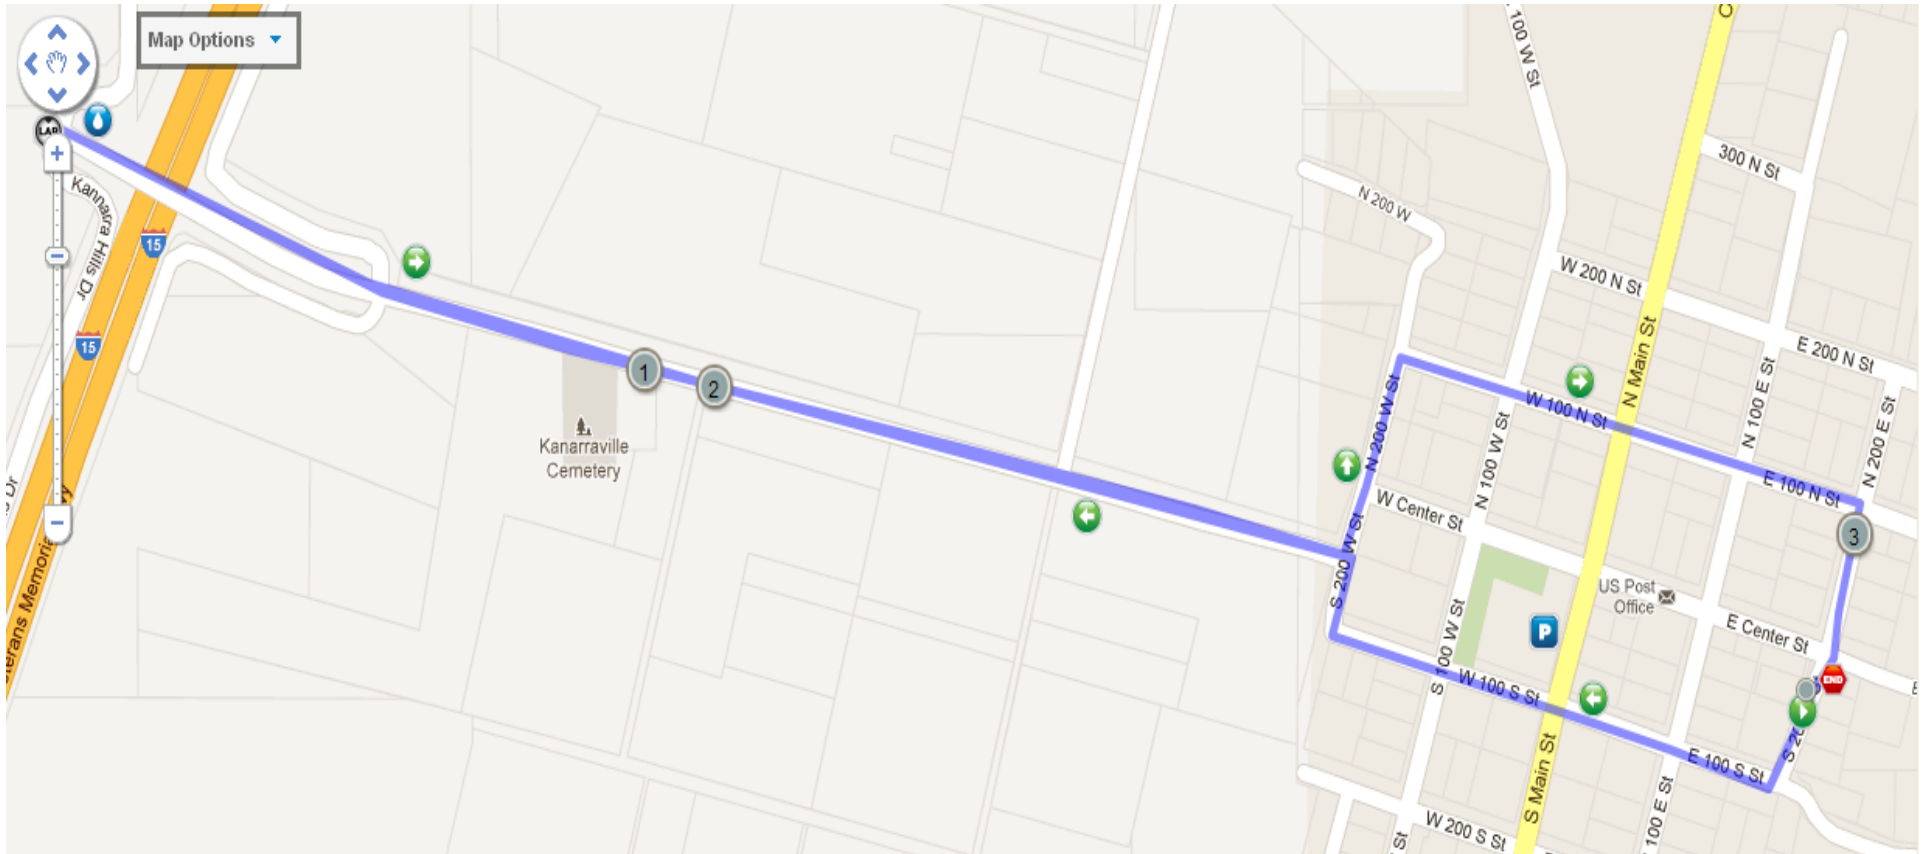 Map Options
LAP
Kannarra Hills Dr
15
15
1
2
Kanarraville
Cemetery
100 W St
N 200 W
300 N St
W 200 N St
N Main St
E 200 N St
N 100 E St
N 200 E St
N 200 W St
W 100 N St
N 100 W St
E 100 N St
W Center St
3
S 200 W St
US Post
Office
P
E Center St
S 100 W St
W 100 S St
END
E 100 S St
S Main St
100 E St
W 200 S St
St
Dr